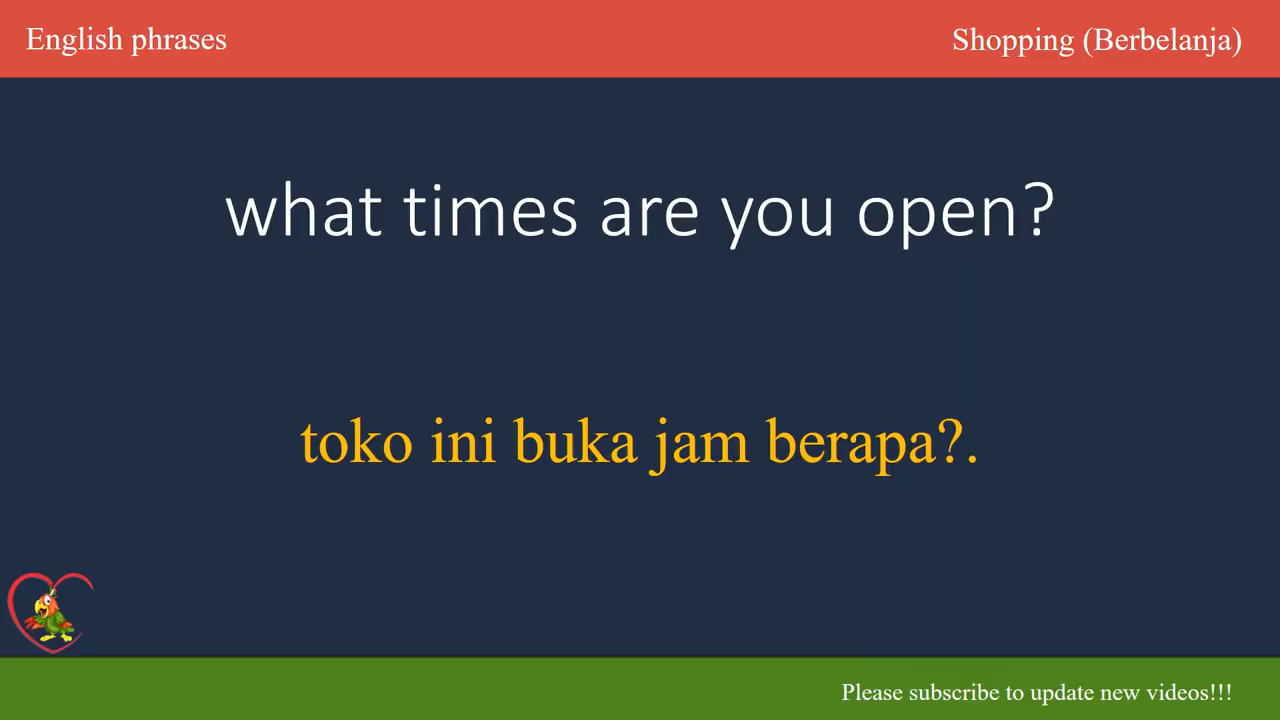 English phrases
Shopping (Berbelanja)
what times are you open?
toko ini buka jam berapa?.
Please subscribe to update new videos!!!